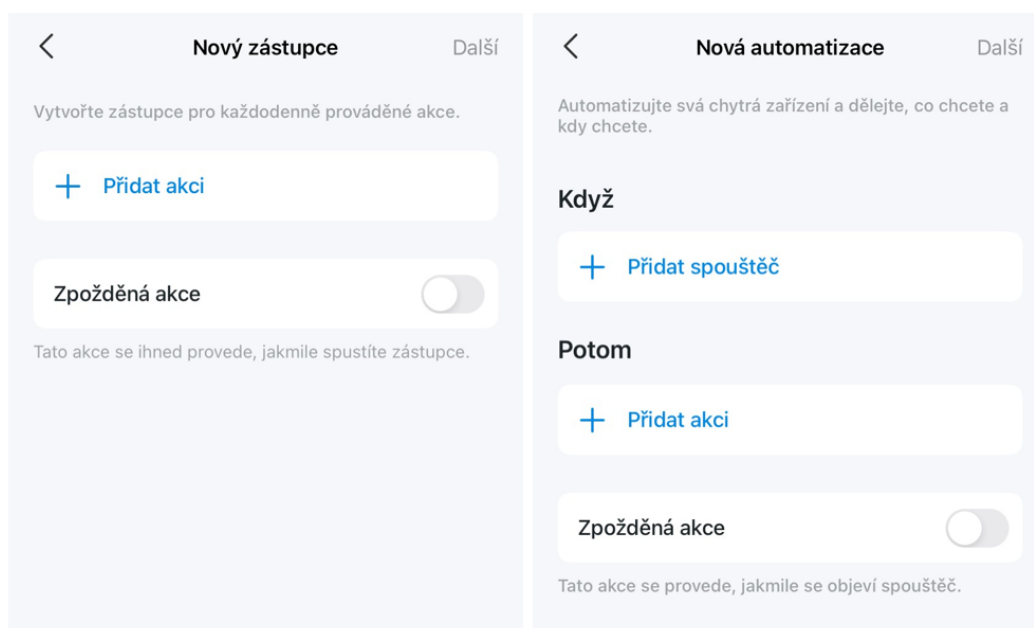 Nový zástupce
Další
Vytvořte zástupce pro každodenně prováděné akce.
Přidat akci
Zpožděná akce
Tato akce se ihned provede, jakmile spustíte zástupce.
Nová automatizace
Další
Automatizujte svá chytrá zařízení a dělejte, co chcete a
kdy chcete.
Když
Přidat spouštěč
Potom
Přidat akci
Zpožděná akce
Tato akce se provede, jakmile se objeví spouštěč.